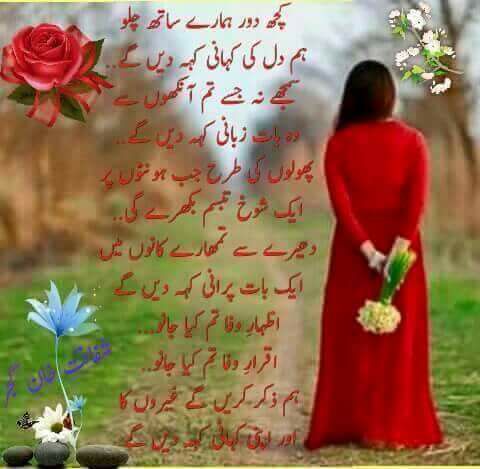 کچھ دور ہمارے ساتھ چلو
ہم دل کی کہانی کہہ دیں گے..
سمجھے نہ جسے تم آنکھوں سے
وہ بات زبانی کہہ دیں گے..
پھولوں کی طرح جب ہونٹوں پر
ایک شوخ تبسم بکھرے گی..
دھیرے سے تمھارے کانوں میں
ایک بات پرانی کہہ دیں گے
اظہارِ وفا تم کیا جانو...
اقرارِ وفا تم کیا جانو..
ہم ذکر کریں گے غیروں کا
اور اپنی کہانی کہہ دیں گے
خان